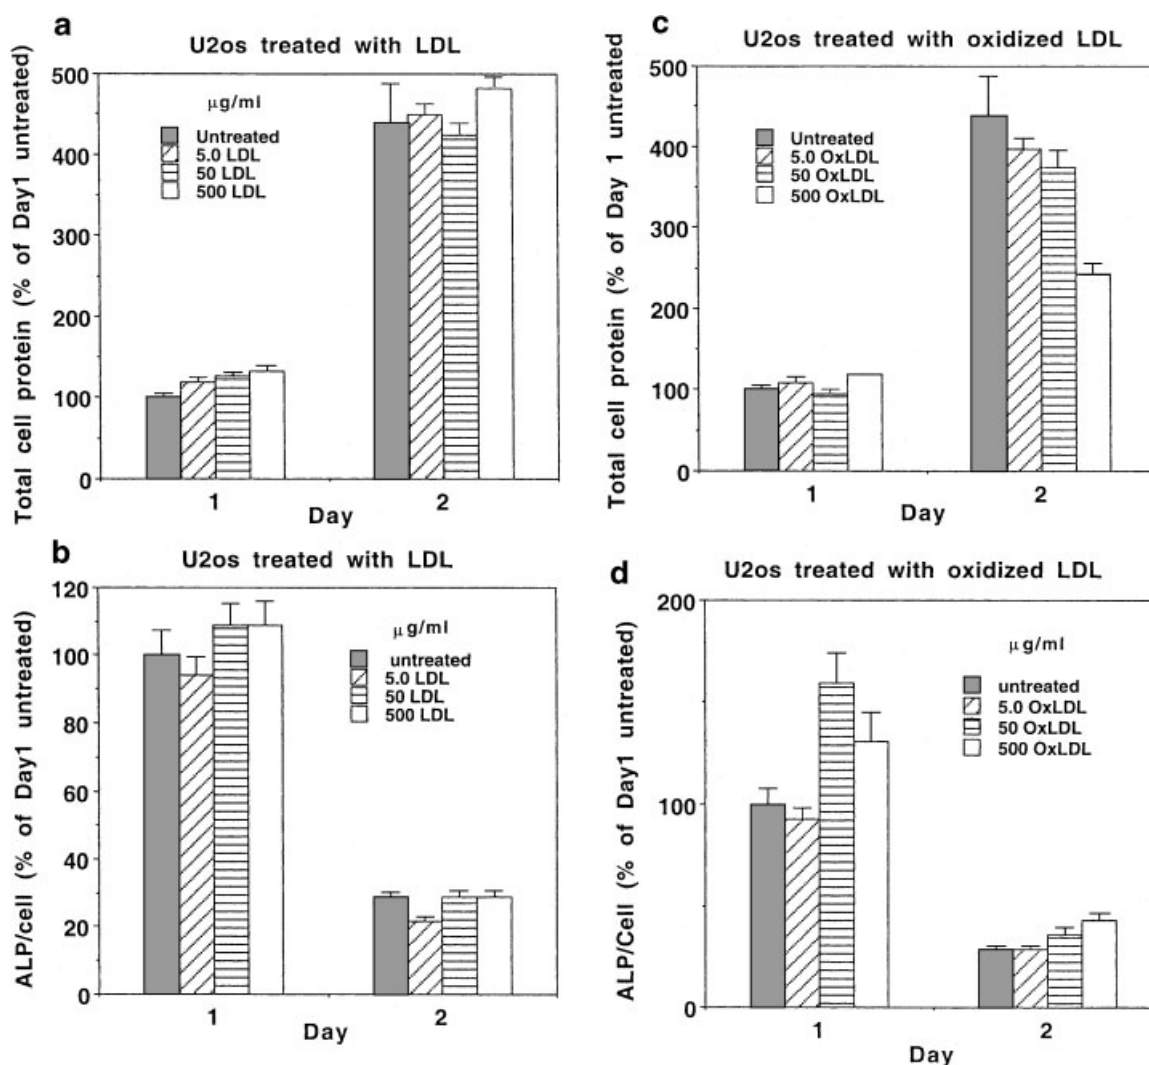 a
U2os treated with LDL
Total cell protein (% of Day1 untreated)
500
400
300
200
100
0
μg/ml
Untreated
5.0 LDL
50 LDL
500 LDL
1
2
Day
c
U2os treated with oxidized LDL
Total cell protein (% of Day 1 untreated)
500
400
300
200
100
0
μg/ml
Untreated
5.0 OxLDL
50 OxLDL
500 OxLDL
1
2
Day
b
U2os treated with LDL
ALP/cell (% of Day1 untreated)
120
100
80
60
40
20
0
μg/ml
untreated
5.0 LDL
50 LDL
500 LDL
1
2
Day
d
U2os treated with oxidized LDL
ALP/Cell (% of Day1 untreated)
200
100
0
μg/ml
untreated
5.0 OxLDL
50 OxLDL
500 OxLDL
1
2
Day